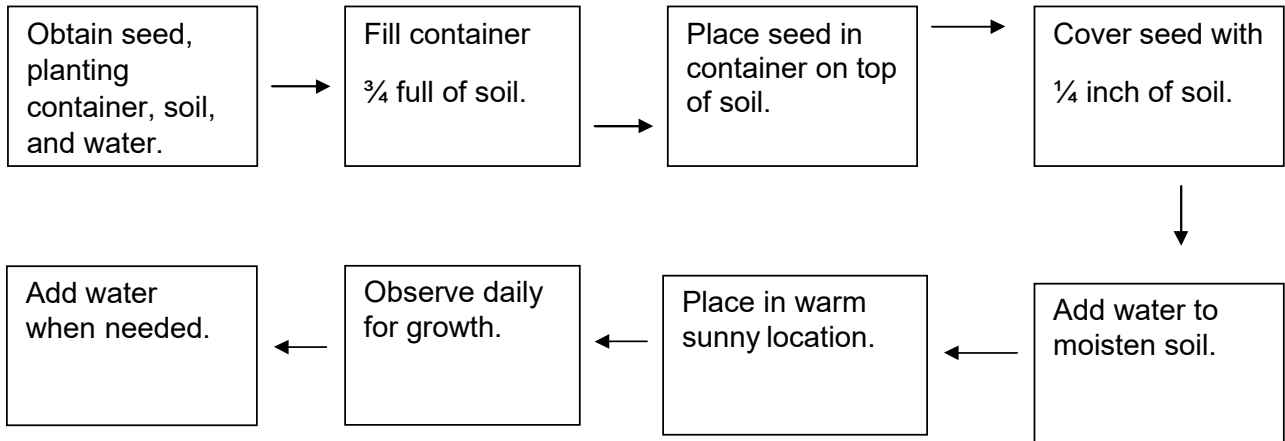 Obtain seed,
planting
container, soil,
and water.
Fill container
¾ full of soil.
Place seed in
container on top
of soil.
Cover seed with
¼ inch of soil.
Add water to
moisten soil.
Place in warm
sunny location.
Observe daily
for growth.
Add water
when needed.